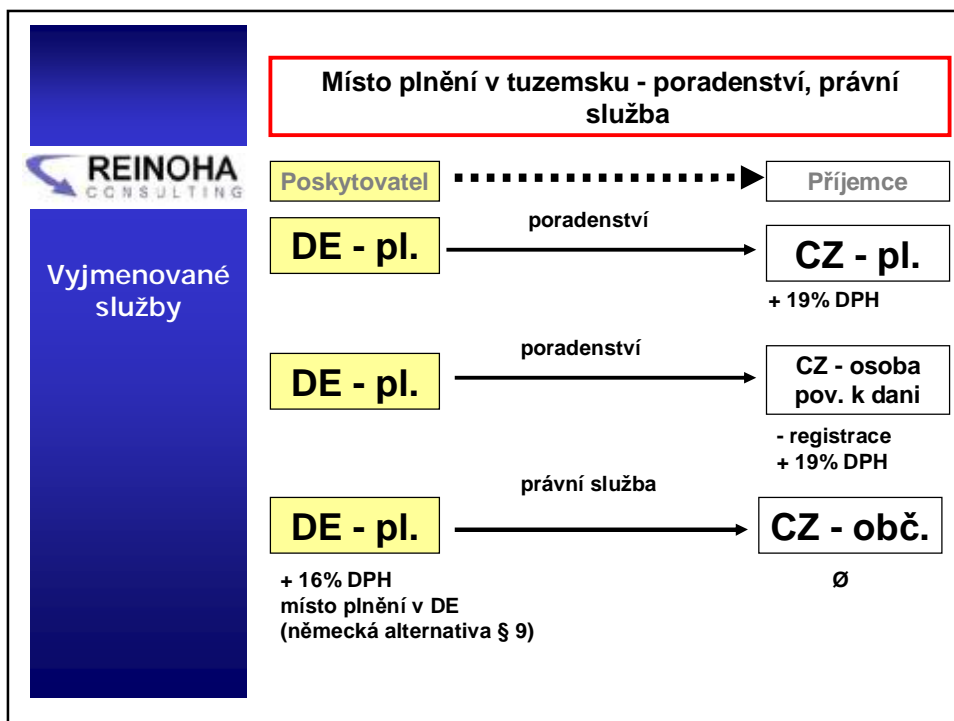 Místo plnění v tuzemsku - poradenství, právní
služba
REINOHA
CONSULTING
Vyjmenované
služby
Poskytovatel
Příjemce
DE - pl.
poradenství
CZ - pl.
+ 19% DPH
DE - pl.
poradenství
CZ - osoba
pov. k dani
- registrace
+ 19% DPH
DE - pl.
právní služba
CZ - obč.
+ 16% DPH
místo plnění v DE
(německá alternativa § 9)
Ø